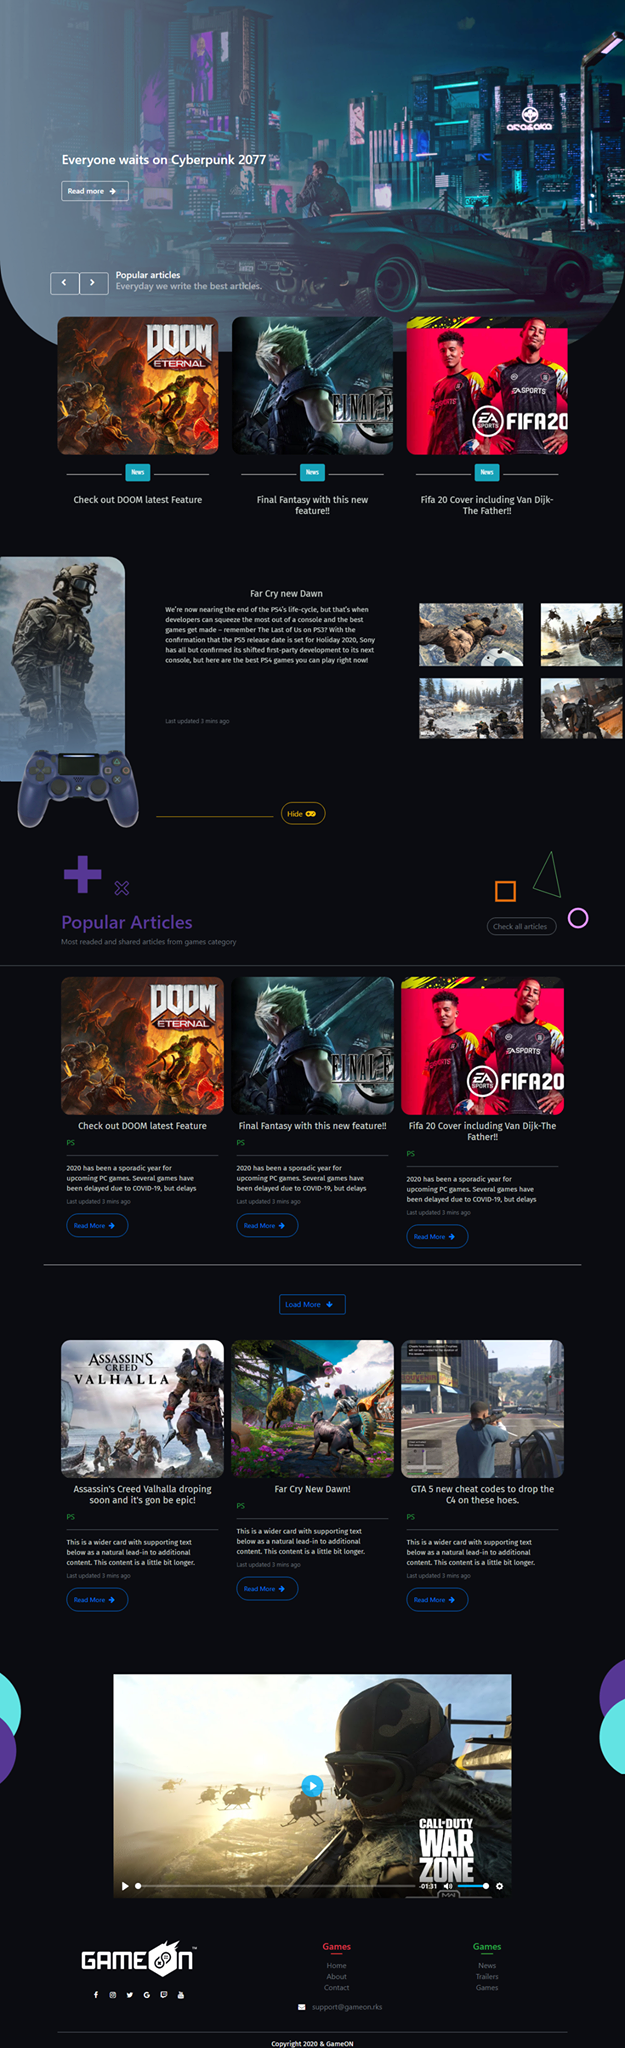 arasaka
Everyone waits on Cyberpunk 2077
Read more
Popular articles
Everyday we write the best articles.
DOOM
ETERNAL
EA SPORTS
EA
SPORTS
FIFA20
News
News
News
Check out DOOM latest Feature
Final Fantasy with this new
feature!!
Fifa 20 Cover including Van Dijk-
The Father!!
Far Cry new Dawn
We're now nearing the end of the PS4's life-cycle, but that's when
developers can squeeze the most out of a console and the best
games get made – remember The Last of Us on PS3? With the
confirmation that the PS5 release date is set for Holiday 2020, Sony
has all but confirmed its shifted first-party development to its next
console, but here are the best PS4 games you can play right now!
Last updated 3 mins ago
Hide
Popular Articles
Most readed and shared articles from games category
Check all articles
DOOM
ETERNAL
EA SPORTS
EA
SPORTS
FIFA20
Check out DOOM latest Feature
Final Fantasy with this new feature!!
Fifa 20 Cover including Van Dijk-The
Father!!
PS
PS
PS
2020 has been a sporadic year for
upcoming PC games. Several games have
been delayed due to COVID-19, but delays
Last updated 3 mins ago
Read More
2020 has been a sporadic year for
upcoming PC games. Several games have
been delayed due to COVID-19, but delays
Last updated 3 mins ago
Read More
2020 has been a sporadic year for
upcoming PC games. Several games have
been delayed due to COVID-19, but delays
Last updated 3 mins ago
Read More
Load More
ASSASSIN'S
CREED
VALHALLA
Assassin's Creed Valhalla droping
soon and it's gon be epic!
PS
This is a wider card with supporting text
below as a natural lead-in to additional
content. This content is a little bit longer.
Last updated 3 mins ago
Read More
Far Cry New Dawn!
PS
This is a wider card with supporting text
below as a natural lead-in to additional
content. This content is a little bit longer.
Last updated 3 mins ago
Read More
GTA 5 new cheat codes to drop the
C4 on these hoes.
PS
This is a wider card with supporting text
below as a natural lead-in to additional
content. This content is a little bit longer.
Last updated 3 mins ago
Read More
CALL OF DUTY
WAR
ZONE
-01:31
GAMEON
Games
Home
About
Contact
support@gameon.rks
Games
News
Trailers
Games
Copyright 2020 & GameON